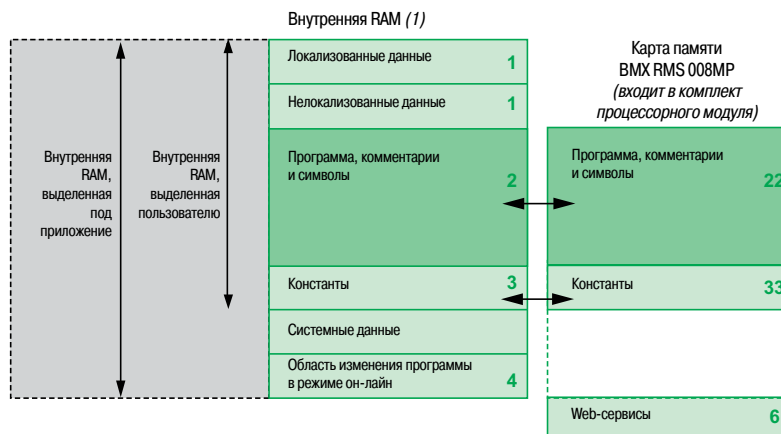 Внутренняя RAM (1)
Локализованные данные 1
Нелокализованные данные 1
Внутренняя
RAM,
выделенная
под
приложение
Внутренняя
RAM,
выделенная
пользователю
Программа, комментарии
и символы
2
Константы 3
Системные данные
Область изменения программы
в режиме он-лайн 4
Карта памяти
BMX RMS 008MP
(входит в комплект
процессорного модуля)
Программа, комментарии
и символы
22
Константы 33
Web-сервисы 6